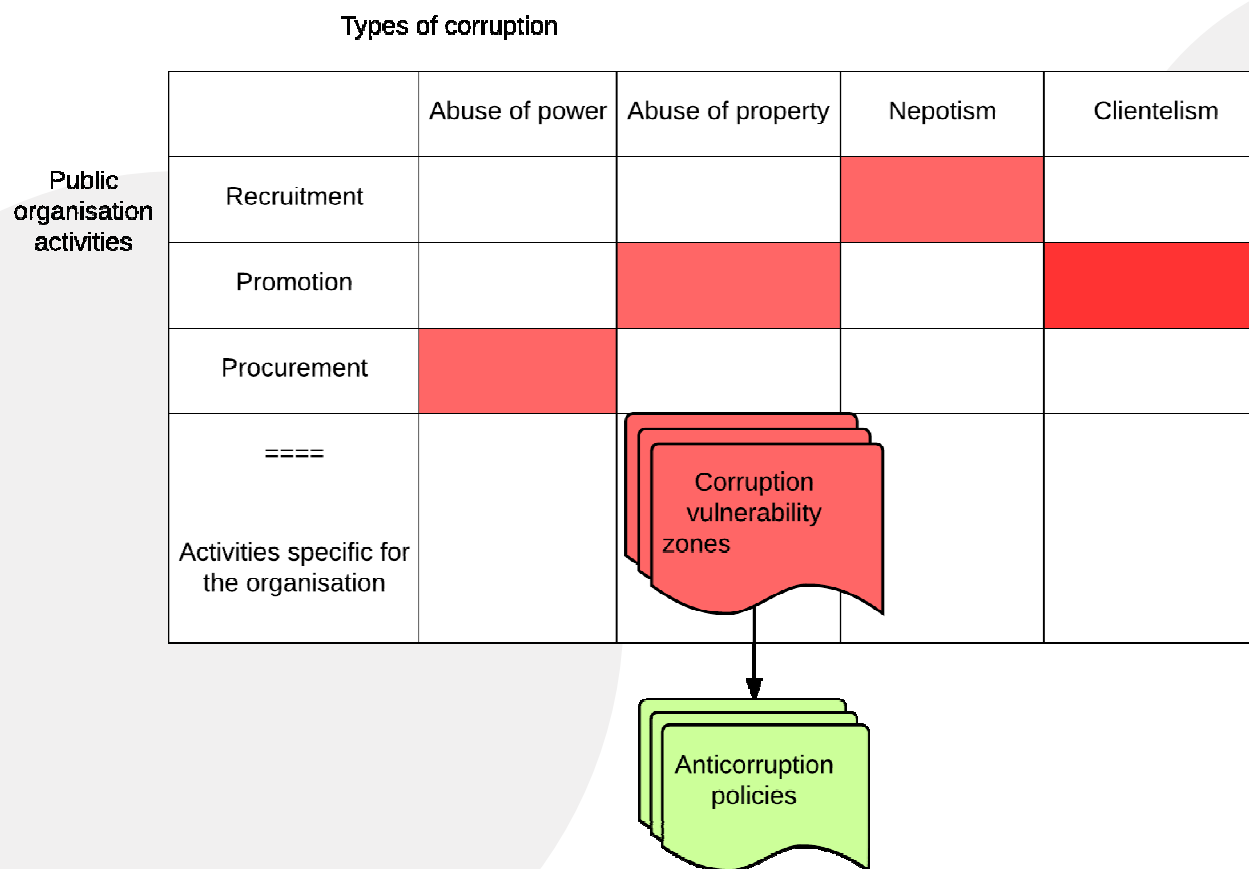 Types of corruption
Abuse of power
Abuse of property
Nepotism
Clientelism
Public
organisation
activities
Recruitment
Promotion
Procurement
====
Activities specific for
the organisation
Corruption
vulnerability
zones
Anticorruption
policies